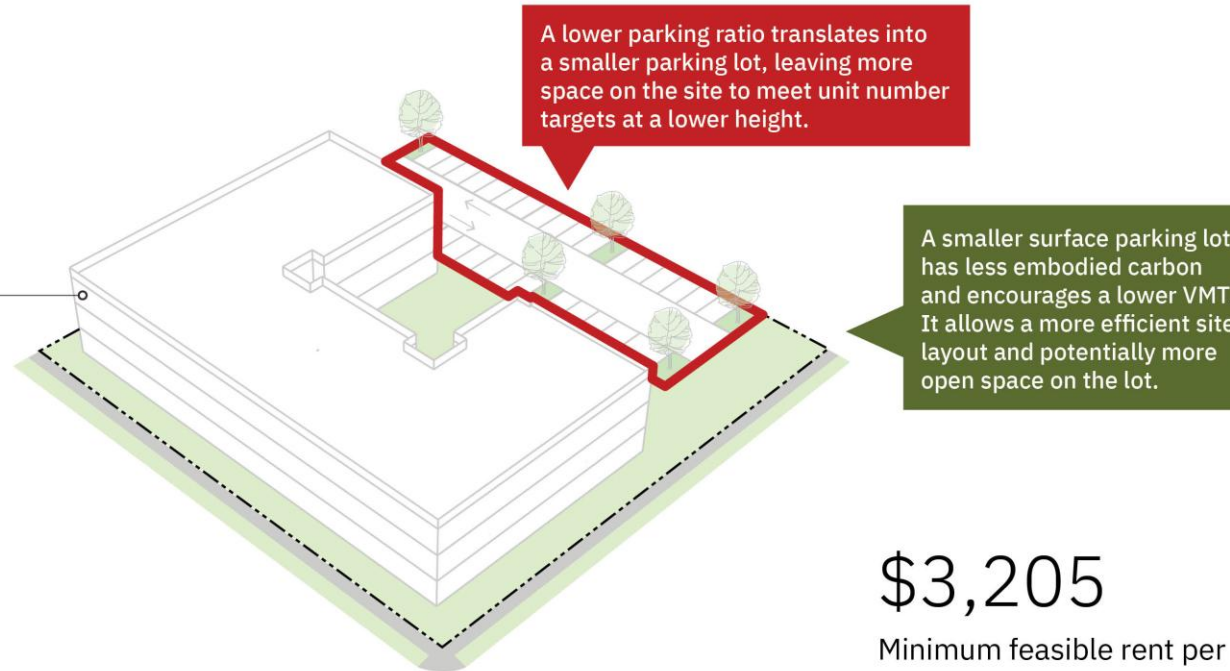 A lower parking ratio translates into
a smaller parking lot, leaving more
space on the site to meet unit number
targets at a lower height.
A smaller surface parking lot
has less embodied carbon
and encourages a lower VMT
It allows a more efficient site
layout and potentially more
open space on the lot.
$3,205
Minimum feasible rent per